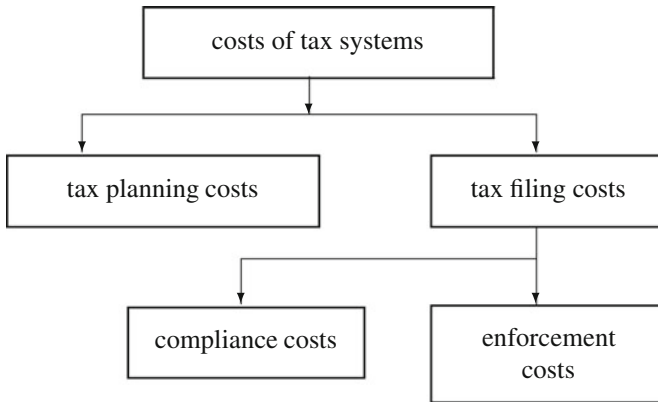 costs of tax systems
tax planning costs
tax filing costs
compliance costs
enforcement
costs